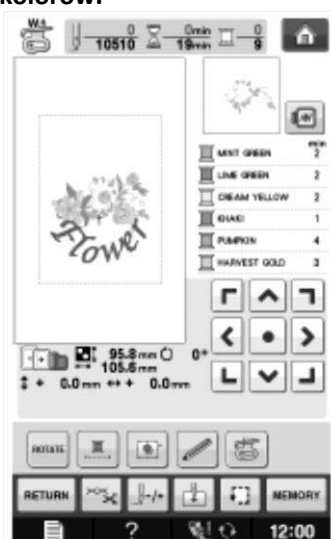 kolorów.
W.t
0 0min 0
10510 19min 9
min
MINT GREEN 2
LIME GREEN 2
CREAM YELLOW 2
KHAKI 1
PUMPKIN 4
HARVEST GOLD 3
Flower
95.8mm 0°
105.6mm
+ 0.0mm + 0.0mm
ROTATE
RETURN -/+ MEMORY
? 12:00